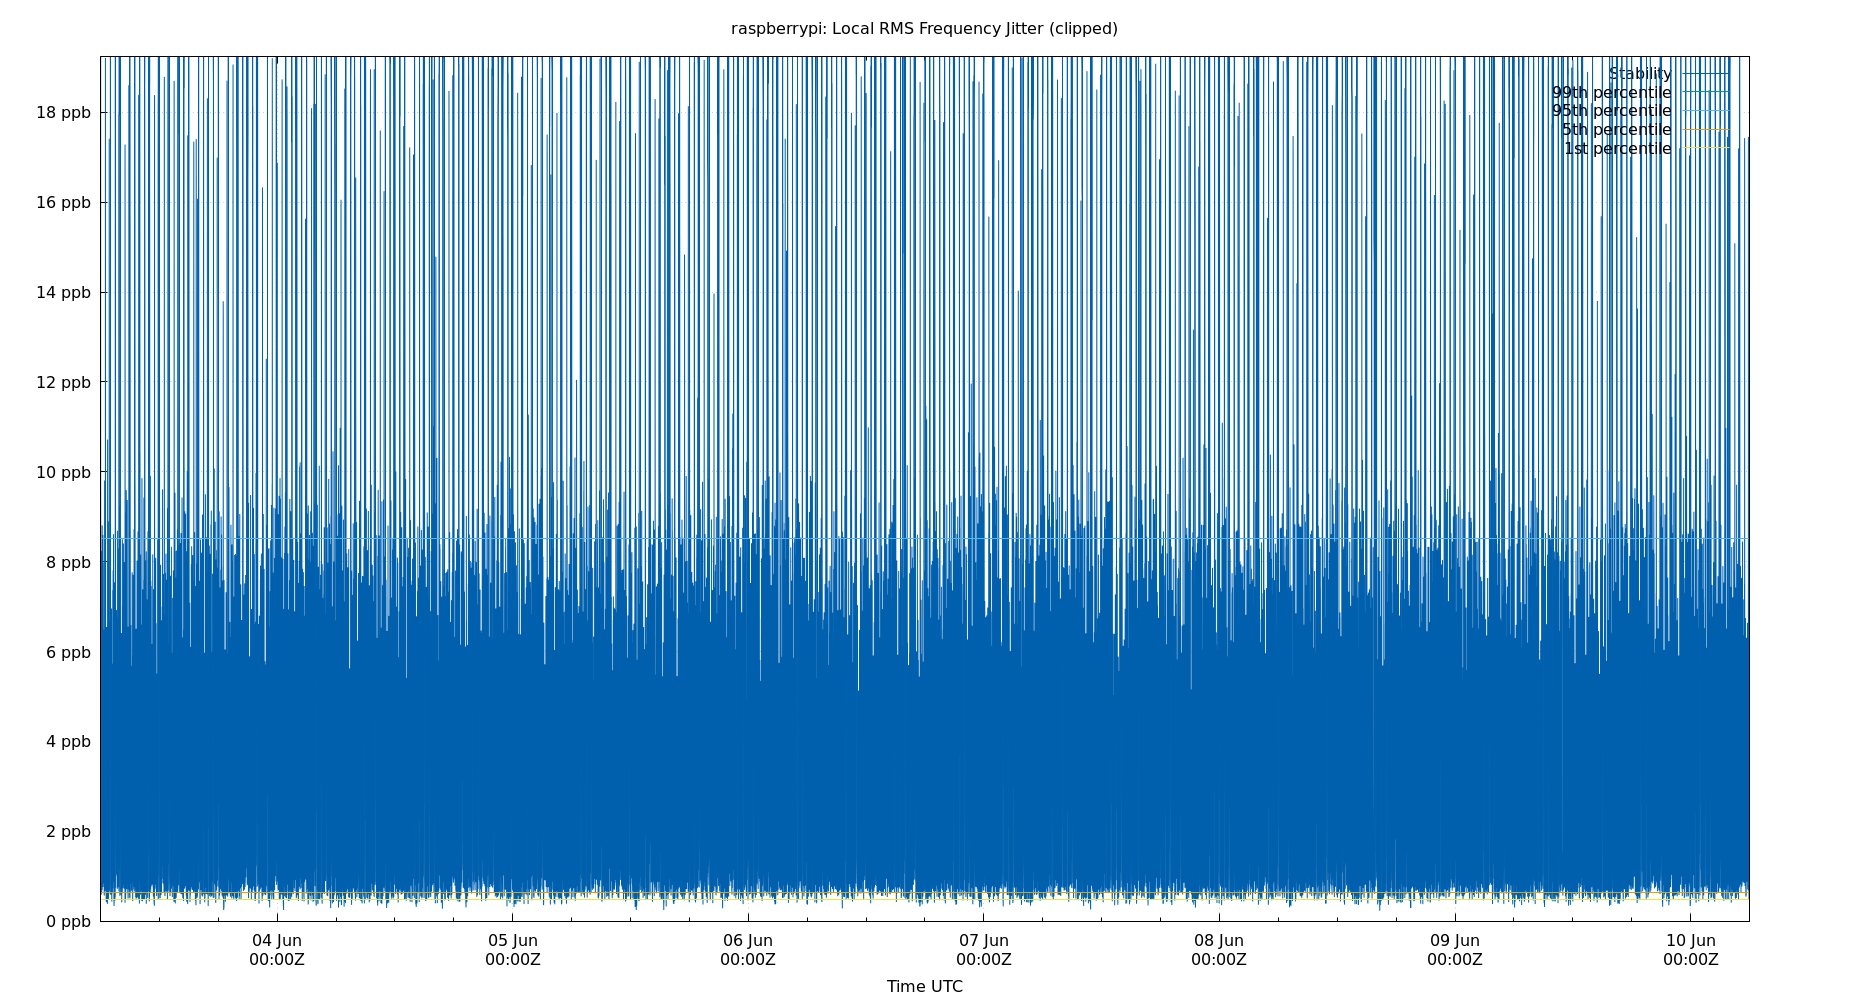 raspberrypi: Local RMS Frequency Jitter (clipped)
Stability
99th percentile
95th percentile
5th percentile
1st percentile
18 ppb
16 ppb
14 ppb
12 ppb
10 ppb
8 ppb
6 ppb
4 ppb
2 ppb
0 ppb
04 Jun 05 Jun 06 Jun 07 Jun 08 Jun 09 Jun 10 Jun
00:00Z 00:00Z 00:00Z 00:00Z 00:00Z 00:00Z 00:00Z
Time UTC